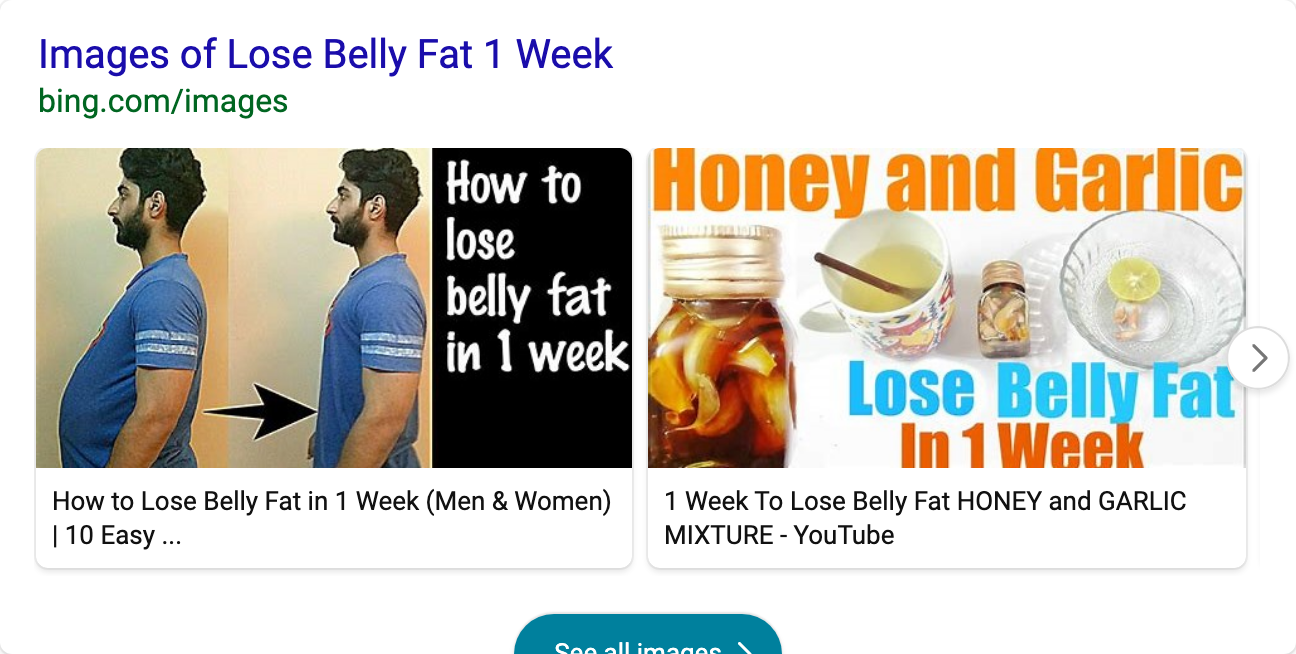 Images of Lose Belly Fat 1 Week
bing.com/images
How to
lose
belly fat
in 1 week
How to Lose Belly Fat in 1 Week (Men & Women)
| 10 Easy ...
Honey and Garlic
Lose Belly Fat
In 1 Week
1 Week To Lose Belly Fat HONEY and GARLIC
MIXTURE - YouTube
See all images